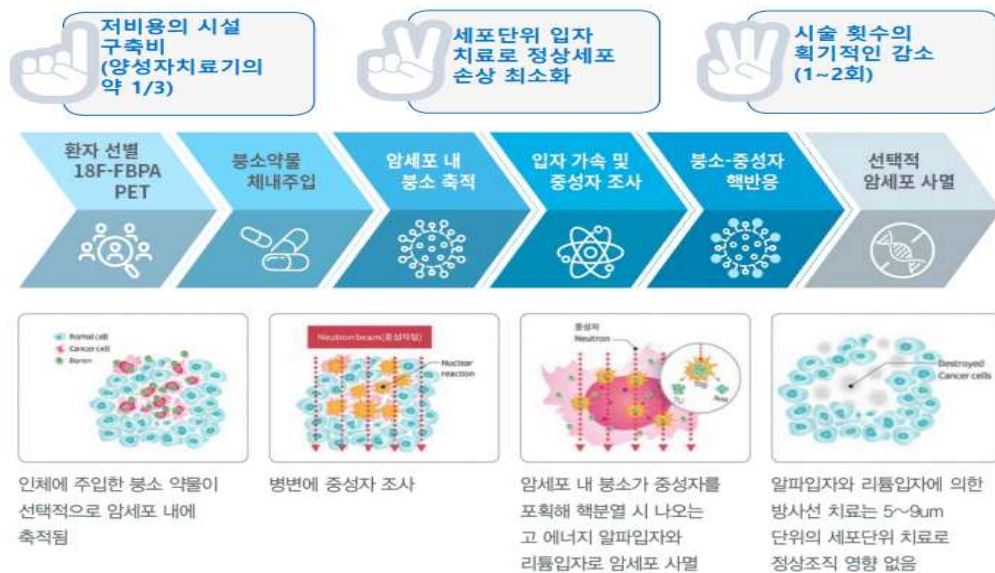 저비용의 시설
구축비
(양성자치료기의
약 1/3)
세포단위 입자
치료로 정상세포
손상 최소화
시술 횟수의
획기적인 감소
(1~2회)
환자 선별
18F-FBPA
PET
붕소약물
체내주입
암세포 내
붕소 축적
입자 가속 및
중성자 조사
붕소-중성자
핵반응
선택적
암세포 사멸
Normal cell
Cancer cell
Boron
Neutron beam(중성자빔)
Nuclear
reaction
중성자
Neutron
Destroyed
Cancer cells
인체에 주입한 붕소 약물이
선택적으로 암세포 내에
축적됨
병변에 중성자 조사
암세포 내 붕소가 중성자를
포획해 핵분열 시 나오는
고 에너지 알파입자와
리튬입자로 암세포 사멸
알파입자와 리튬입자에 의한
방사선 치료는 5~9um
단위의 세포단위 치료로
정상조직 영향 없음